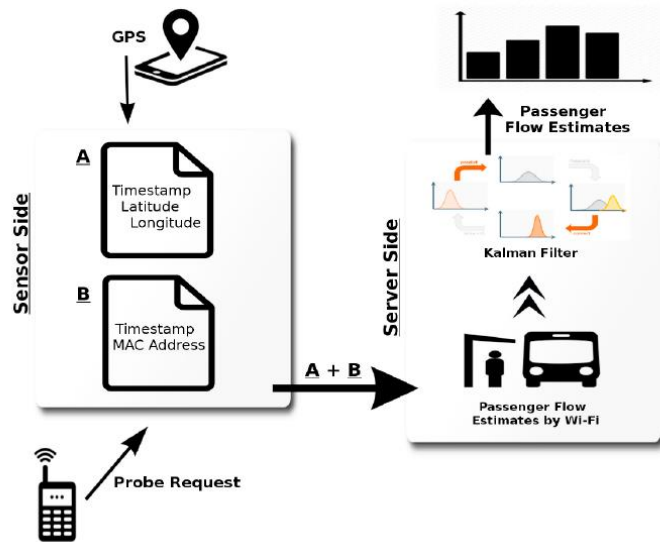 GPS
Sensor Side
A
Timestamp
Latitude
Longitude
B
Timestamp
MAC Address
Probe Request
A + B
Server Side
Passenger
Flow Estimates
Kalman Filter
Passenger Flow
Estimates by Wi-Fi